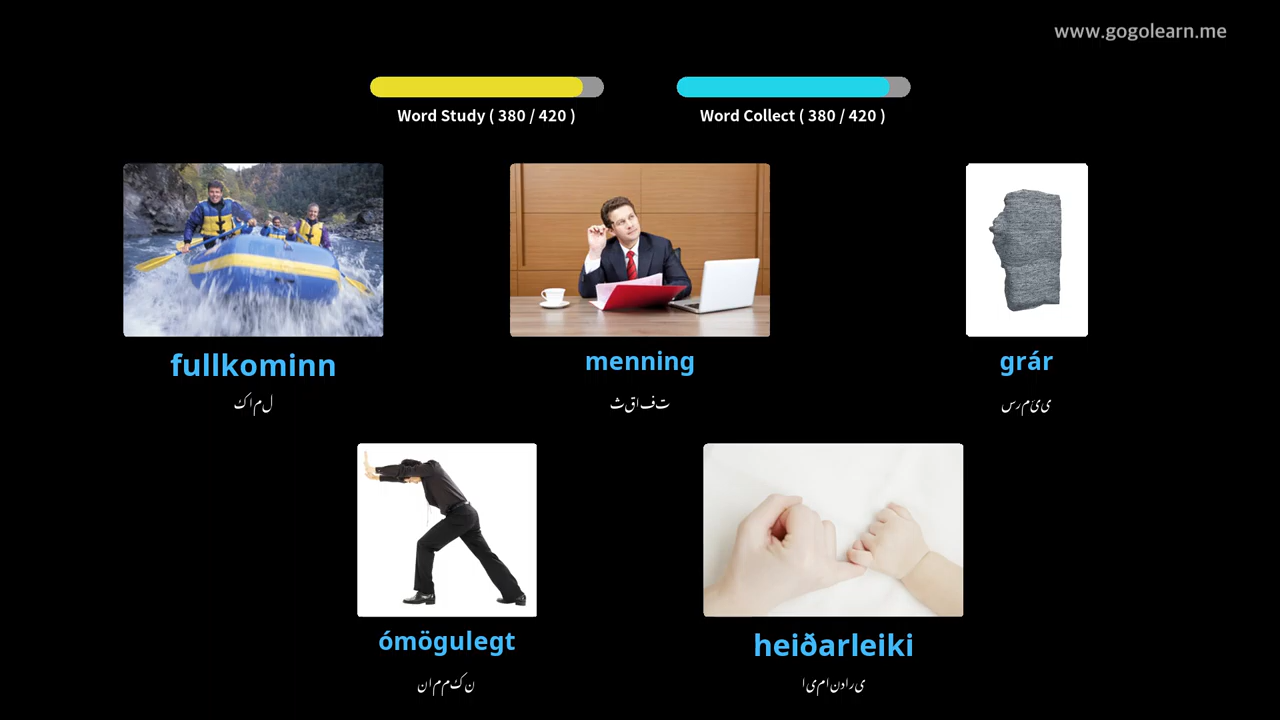 www.gogolearn.me
Word Study ( 380 / 420 )
Word Collect ( 380 / 420 )
fullkominn
menning
grár
کامل
ثقافت
سرمئی
ómögulegt
heiðarleiki
ناممکن
ایمانداری